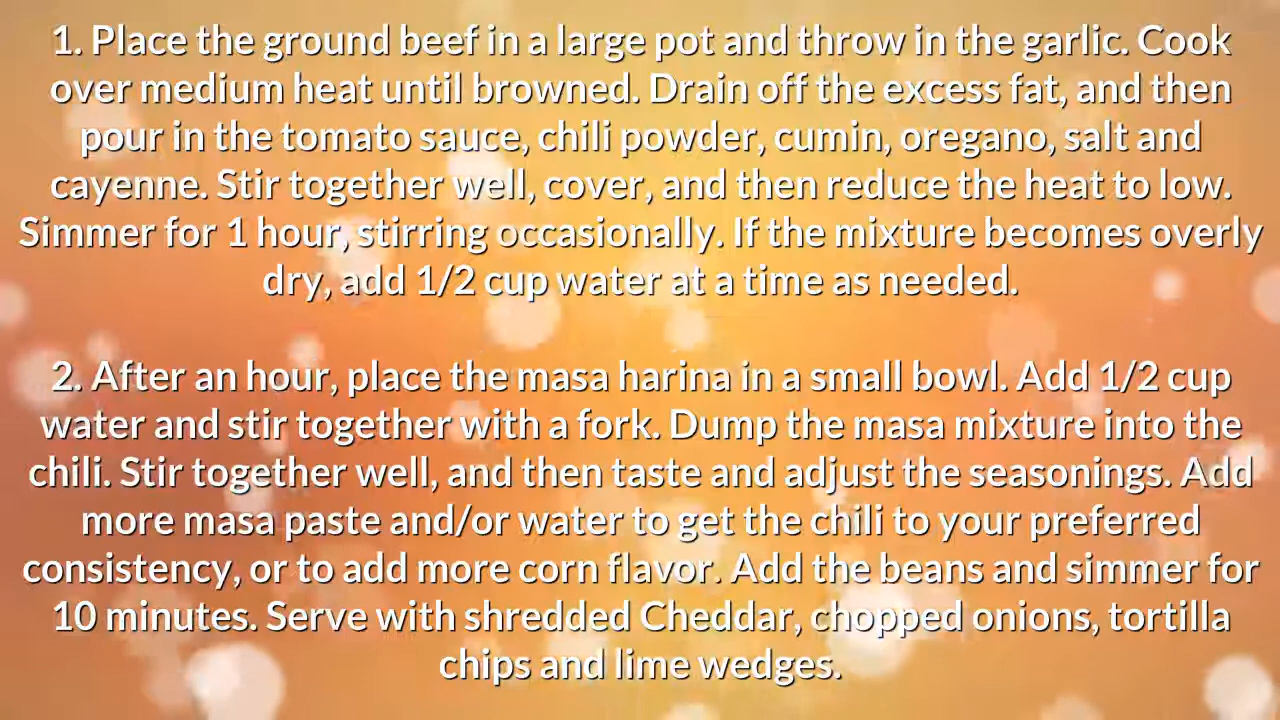 1. Place the ground beef in a large pot and throw in the garlic. Cook
over medium heat until browned. Drain off the excess fat, and then
pour in the tomato sauce, chili powder, cumin, oregano, salt and
cayenne. Stir together well, cover, and then reduce the heat to low.
Simmer for 1 hour, stirring occasionally. If the mixture becomes overly
dry, add 1/2 cup water at a time as needed.
2. After an hour, place the masa harina in a small bowl. Add 1/2 cup
water and stir together with a fork. Dump the masa mixture into the
chili. Stir together well, and then taste and adjust the seasonings. Add
more masa paste and/or water to get the chili to your preferred
consistency, or to add more corn flavor. Add the beans and simmer for
10 minutes. Serve with shredded Cheddar, chopped onions, tortilla
chips and lime wedges.